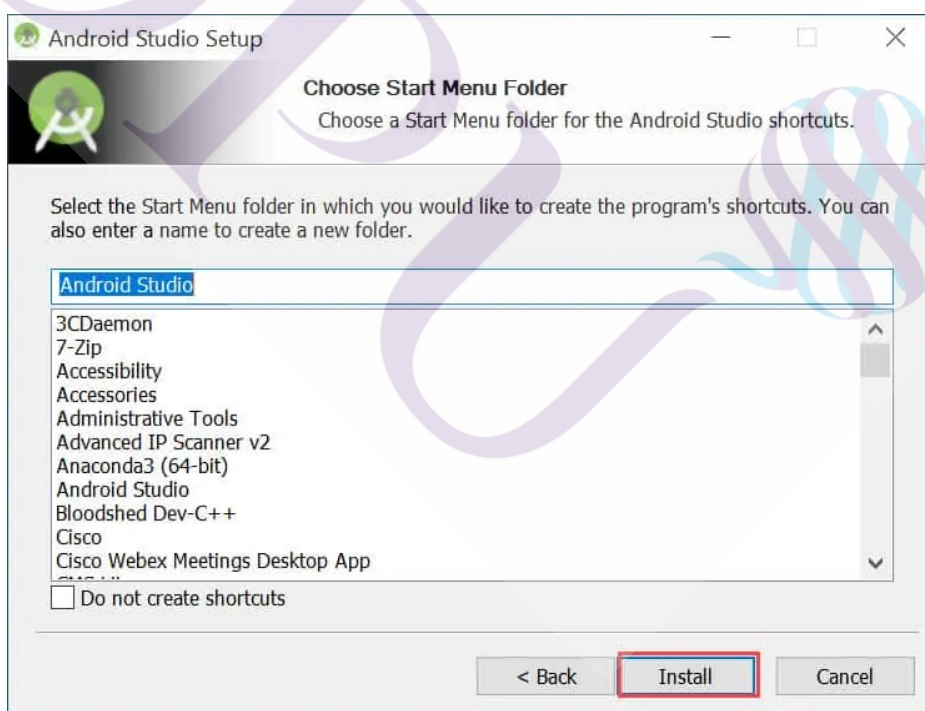 Android Studio Setup
Choose Start Menu Folder
Choose a Start Menu folder for the Android Studio shortcuts.
Select the Start Menu folder in which you would like to create the program's shortcuts. You can
also enter a name to create a new folder.
Android Studio
3CDaemon
7-Zip
Accessibility
Accessories
Administrative Tools
Advanced IP Scanner v2
Anaconda3 (64-bit)
Android Studio
Bloodshed Dev-C++
Cisco
Cisco Webex Meetings Desktop App
Do not create shortcuts
< Back
Install
Cancel